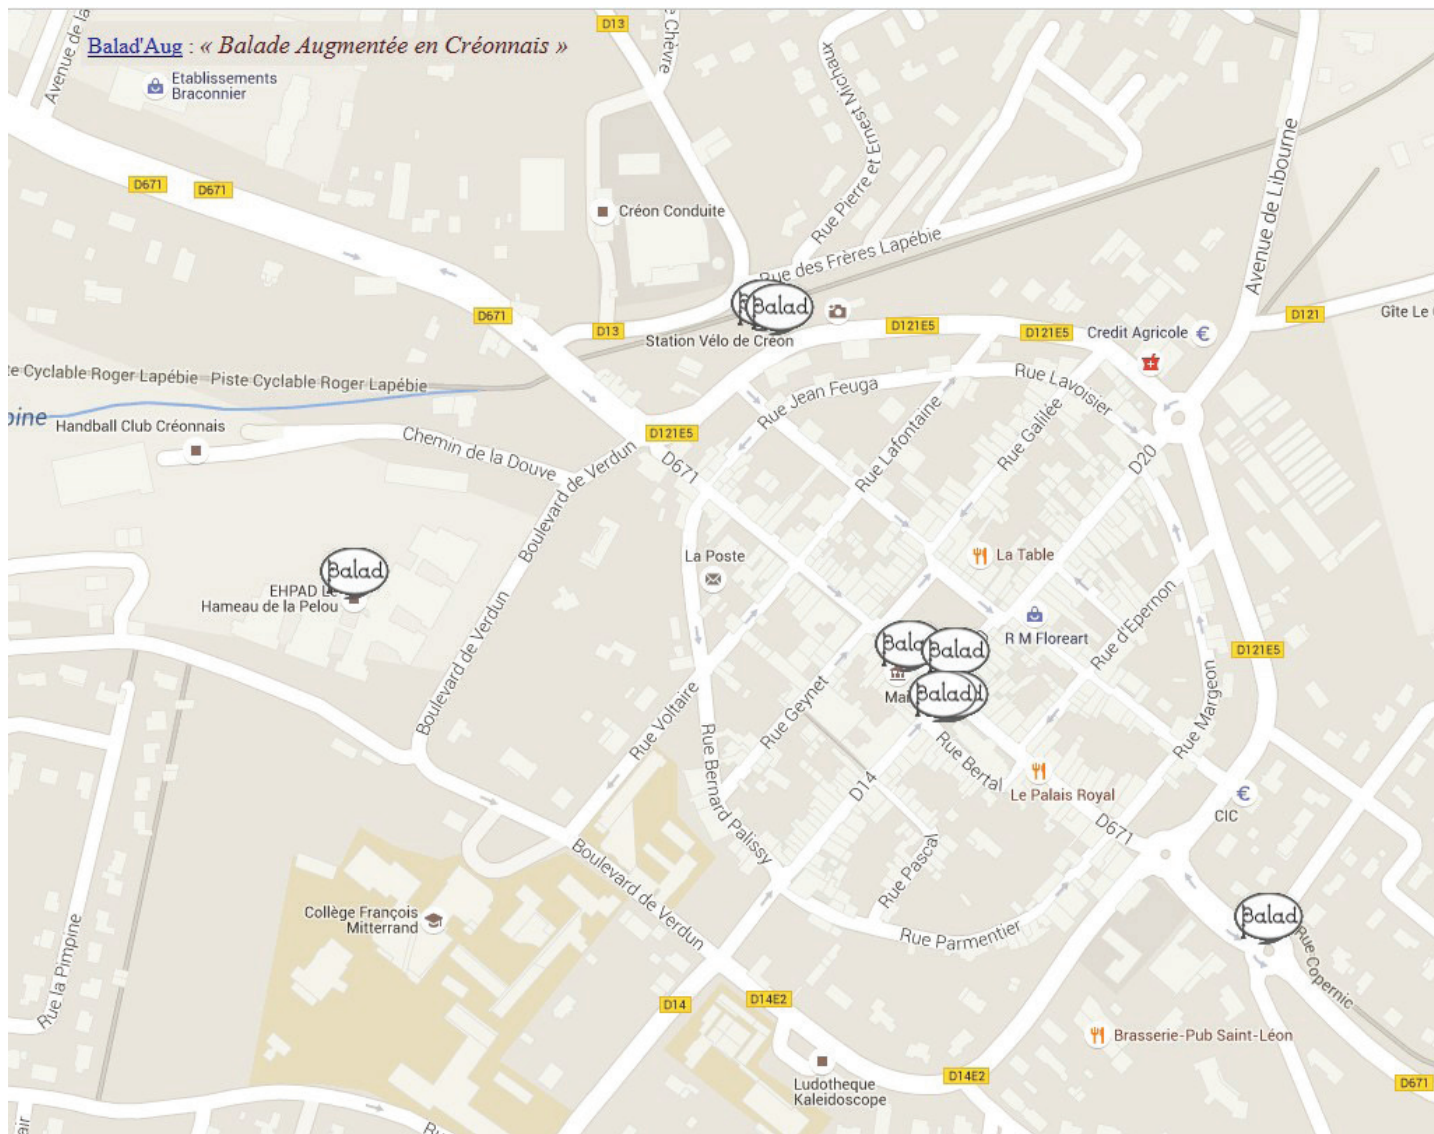 D13
Avenue de la
Chèvre
Balad'Aug : « Balade Augmentée en Créonnais »
Etablissements
Braconnier
Rue Pierre et Ernest Michaux
Avenue de Libourne
D671
D671
Créon Conduite
Rue des Frères Lapébie
Balad
D671
D13
Station Vélo de Créon
D121E5
D121E5
D121
Gîte Le
Credit Agricole
Piste Cyclable Roger Lapébie
Cyclable Roger Lapébie
Rue Jean Feuga
Rue Lavoisier
Handball Club Créonnais
Chemin de la Douve
D121E5
D671
Boulevard de Verdun
Rue Lafontaine
Rue Galilée
D20
La Poste
La Table
Balad
EHPAD Le
Hameau de la Pelou
Boulevard de Verdun
R M Floreart
Rue d'Epernon
Balad
Balad
Mai
D121E5
Rue Voltaire
Rue Geynet
Rue Margeon
Rue Bernard Palissy
D14
Rue Bertal
Le Palais Royal
CIC
D671
Rue Pascal
Boulevard de Verdun
Collège François
Mitterrand
Rue Parmentier
Balad
Rue Copernic
Rue la Pimpine
D14
D14E2
Brasserie-Pub Saint-Léon
Ludotheque
Kaleidoscope
D14E2
D671